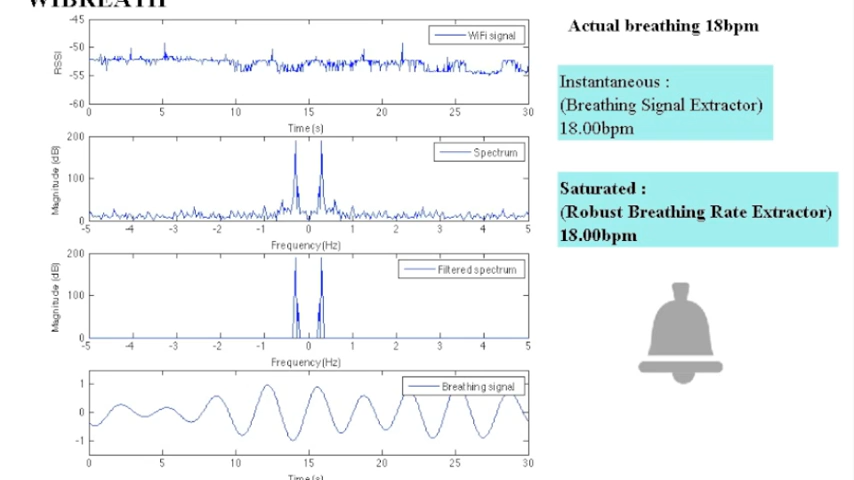 WIBREATH
Actual breathing 18bpm
-45
-50
-55
-60
RSSI
WiFi signal
0 5 10 15 20 25 30
Time(s)
200
100
0
Magnitude (dB)
Spectrum
-5 -4 -3 -2 -1 0 1 2 3 4 5
Frequency(Hz)
200
100
0
Magnitude (dB)
Filtered spectrum
-5 -4 -3 -2 -1 0 1 2 3 4 5
Frequency(Hz)
1
0
-1
Breathing signal
0 5 10 15 20 25 30
Time(s)
Instantaneous :
(Breathing Signal Extractor)
18.00bpm
Saturated :
(Robust Breathing Rate Extractor)
18.00bpm